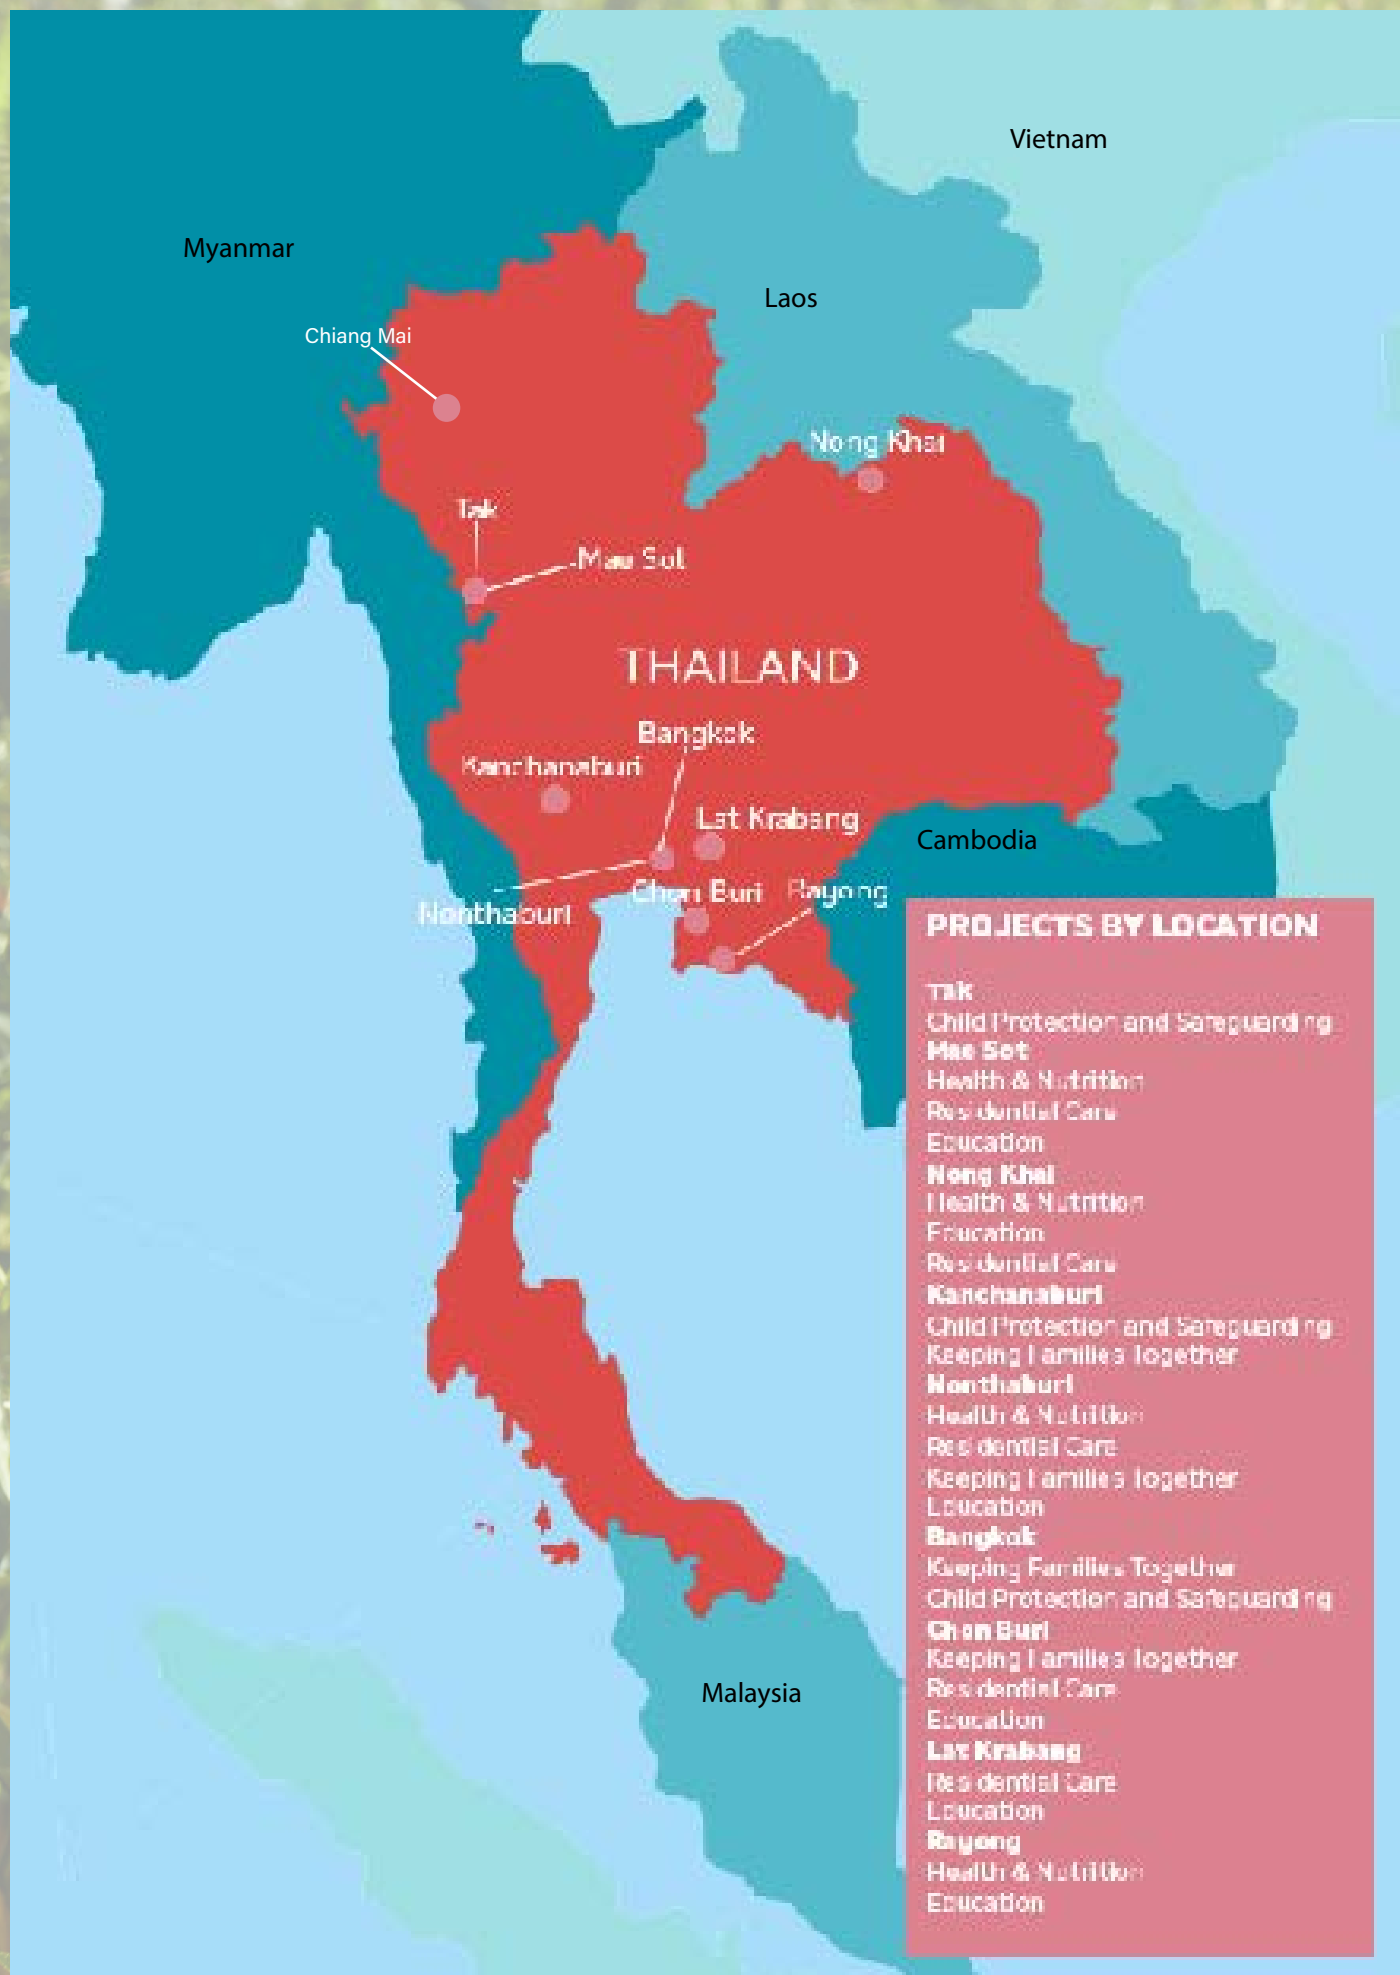 Vietnam
Myanmar
Laos
Chiang Mai
Nong Khai
Tak
Mae Sot
THAILAND
Bangkok
Kanchanaburi
Lat Krabang
Cambodia
Chon Buri
Rayong
Nonthaburi
Malaysia
PROJECTS BY LOCATION
Tak
Child Protection and Safeguarding
Mae Sot
Health & Nutrition
Residential Care
Education
Nong Khai
Health & Nutrition
Education
Residential Care
Kanchanaburi
Child Protection and Safeguarding
Keeping Families Together
Nonthaburi
Health & Nutrition
Residential Care
Keeping Families Together
Education
Bangkok
Keeping Families Together
Child Protection and Safeguarding
Chon Buri
Keeping Families Together
Residential Care
Education
Lat Krabang
Residential Care
Education
Rayong
Health & Nutrition
Education